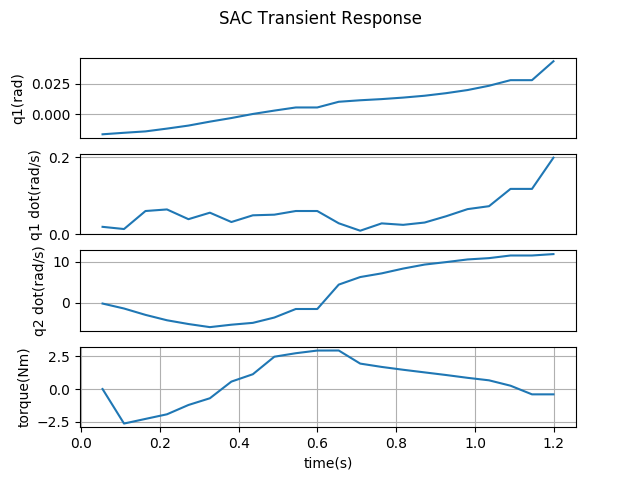 SAC Transient Response
q1(rad)
0.025
0.000
q1 dot(rad/s)
0.2
0.0
q2 dot(rad/s)
10
0
torque(Nm)
2.5
0.0
−2.5
0.0 0.2 0.4 0.6 0.8 1.0 1.2
time(s)